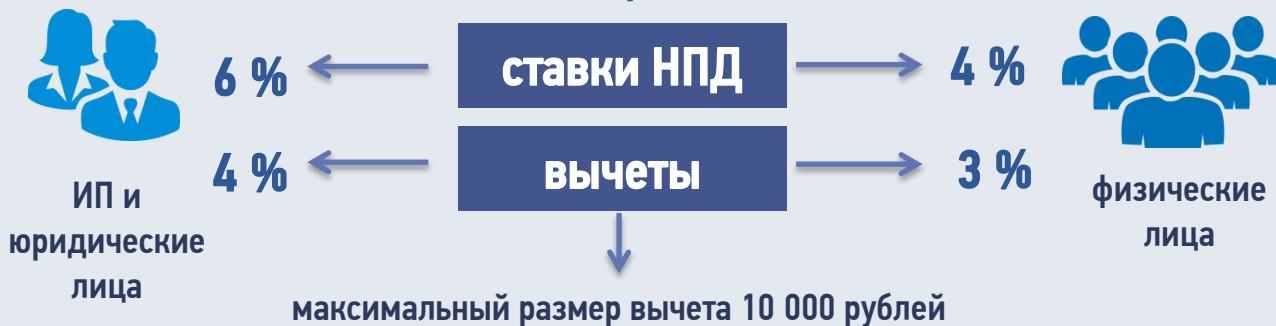 6 % ставки НПД 4 %
4 % вычеты 3 %
ИП и
юридические
лица
физические
лица
максимальный размер вычета 10 000 рублей